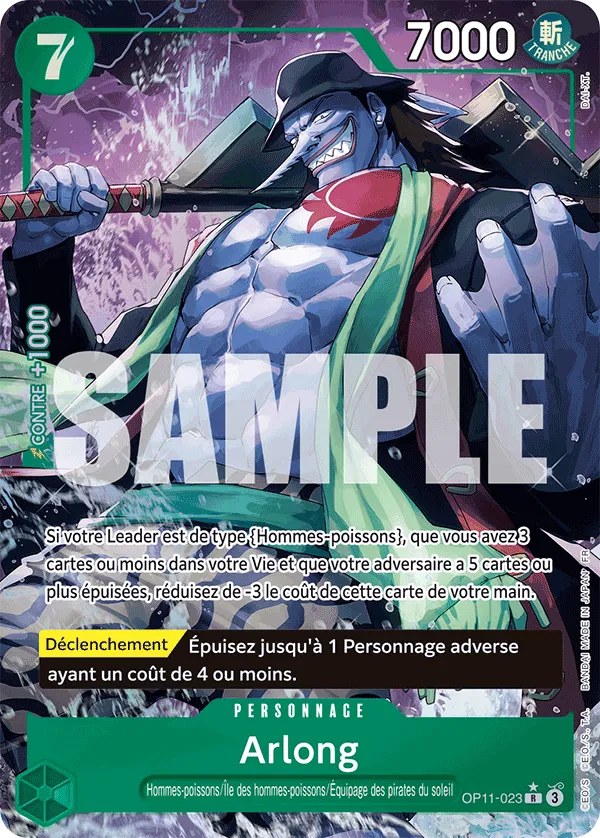 7
7000
斬
TRANCHE
DAI-XT.
CONTRE +1000
SAMPLE
Si votre Leader est de type {Hommes-poissons}, que vous avez 3
cartes ou moins dans votre Vie et que votre adversaire a 5 cartes ou
plus épuisées, réduisez de -3 le coût de cette carte de votre main.
Déclenchement Épuisez jusqu'à 1 Personnage adverse
ayant un coût de 4 ou moins.
PERSONNAGE
Arlong
Hommes-poissons/Île des hommes-poissons/Équipage des pirates du soleil
OP11-023 R 3
©E.O/S, ©E.O./S., T.A. BANDAI MADE IN JAPAN FR